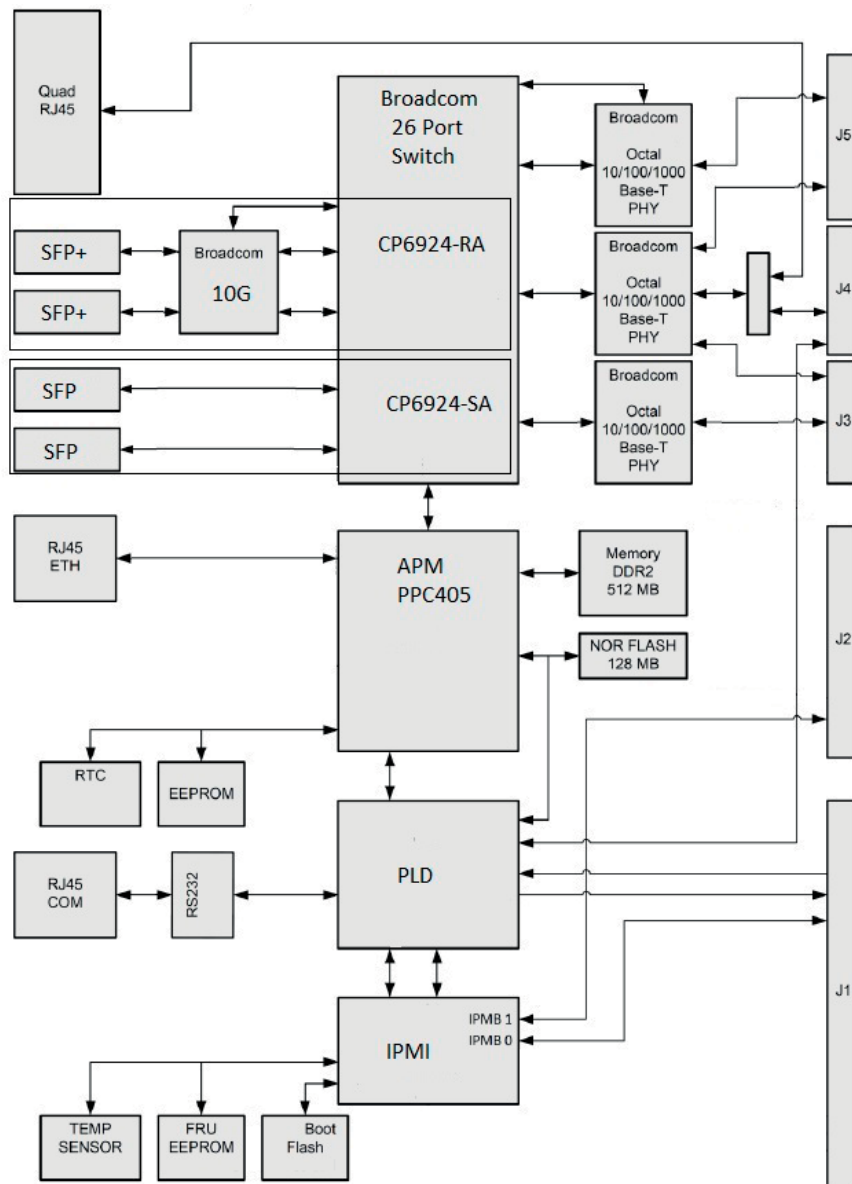 Quad
RJ45
Broadcom
26 Port
Switch
Broadcom
Octal
10/100/1000
Base-T
PHY
J5
SFP+
Broadcom
10G
CP6924-RA
SFP+
Broadcom
Octal
10/100/1000
Base-T
PHY
J4
SFP
CP6924-SA
SFP
Broadcom
Octal
10/100/1000
Base-T
PHY
J3
RJ45
ETH
APM
PPC405
Memory
DDR2
512 MB
NOR FLASH
128 MB
J2
RTC
EEPROM
RJ45
COM
RS232
PLD
J1
IPMI
IPMB 1
IPMB 0
TEMP
SENSOR
FRU
EEPROM
Boot
Flash